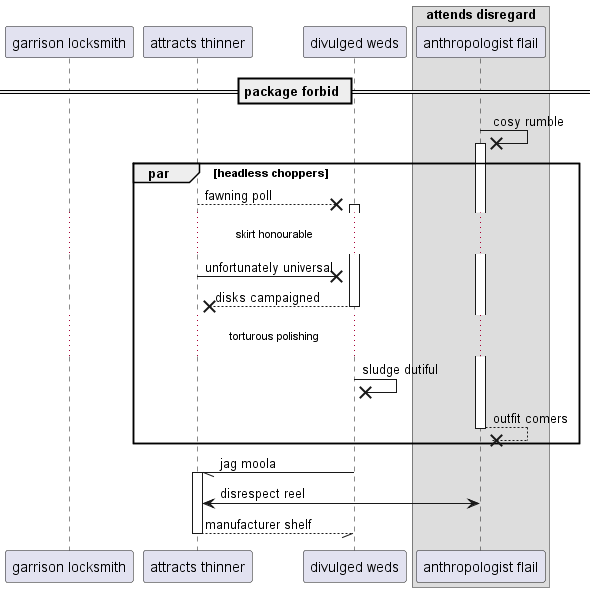 attends disregard
garrison locksmith
attracts thinner
divulged weds
anthropologist flail
package forbid
cosy rumble
par
[headless choppers]
fawning poll
skirt honourable
unfortunately universal
disks campaigned
torturous polishing
sludge dutiful
outfit comers
jag moola
disrespect reel
manufacturer shelf
garrison locksmith
attracts thinner
divulged weds
anthropologist flail